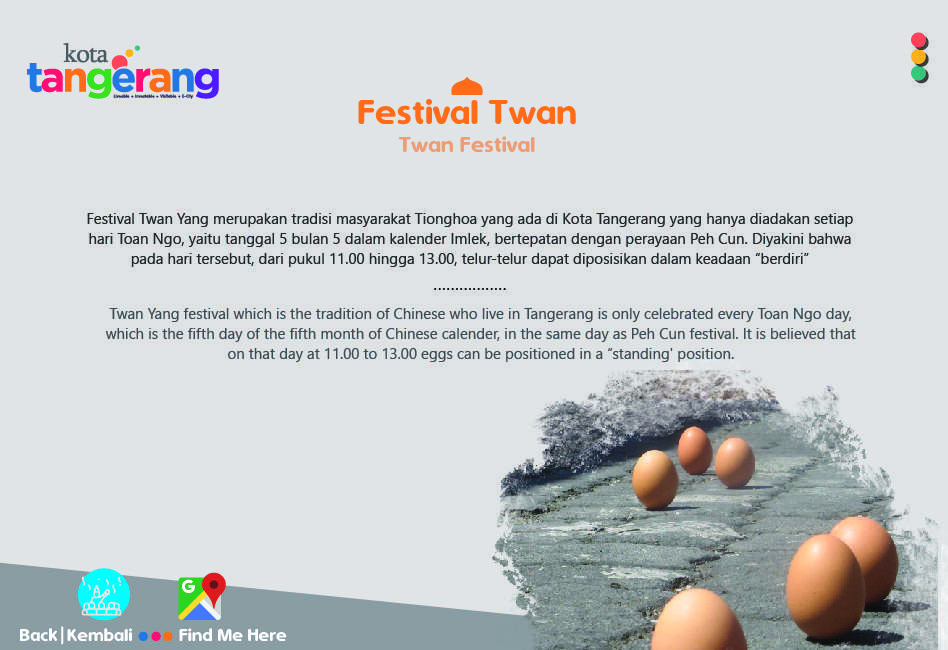 kota
tangerang
Liveable • Investable • Visitable • E-City
Festival Twan
Twan Festival
Festival Twan Yang merupakan tradisi masyarakat Tionghoa yang ada di Kota Tangerang yang hanya diadakan setiap
hari Toan Ngo, yaitu tanggal 5 bulan 5 dalam kalender Imlek, bertepatan dengan perayaan Peh Cun. Diyakini bahwa
pada hari tersebut, dari pukul 11.00 hingga 13.00, telur-telur dapat diposisikan dalam keadaan “berdiri”
.................
Twan Yang festival which is the tradition of Chinese who live in Tangerang is only celebrated every Toan Ngo day,
which is the fifth day of the fifth month of Chinese calender, in the same day as Peh Cun festival. It is believed that
on that day at 11.00 to 13.00 eggs can be positioned in a “standing' position.
G
Back|Kembali ●●● Find Me Here